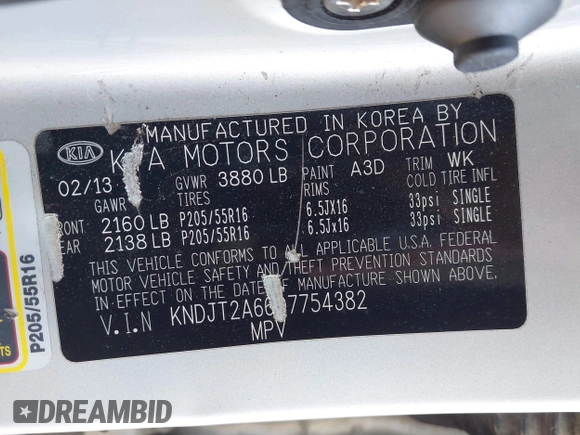 MANUFACTURED IN KOREA BY
KIA KIA MOTORS CORPORATION
02/13 GVWR 3880 LB PAINT A3D TRIM WK
GAWR TIRES RIMS COLD TIRE INFL
FRONT 2160 LB P205/55R16 6.5JX16 33psi SINGLE
REAR 2138 LB P205/55R16 6.5JX16 33psi SINGLE
THIS VEHICLE CONFORMS TO ALL APPLICABLE U.S.A. FEDERAL
MOTOR VEHICLE SAFETY AND THEFT PREVENTION STANDARDS
IN EFFECT ON THE DATE OF MANUFACTURE SHOWN ABOVE.
V.I.N
MPV
P205/55R16
DREAMBID